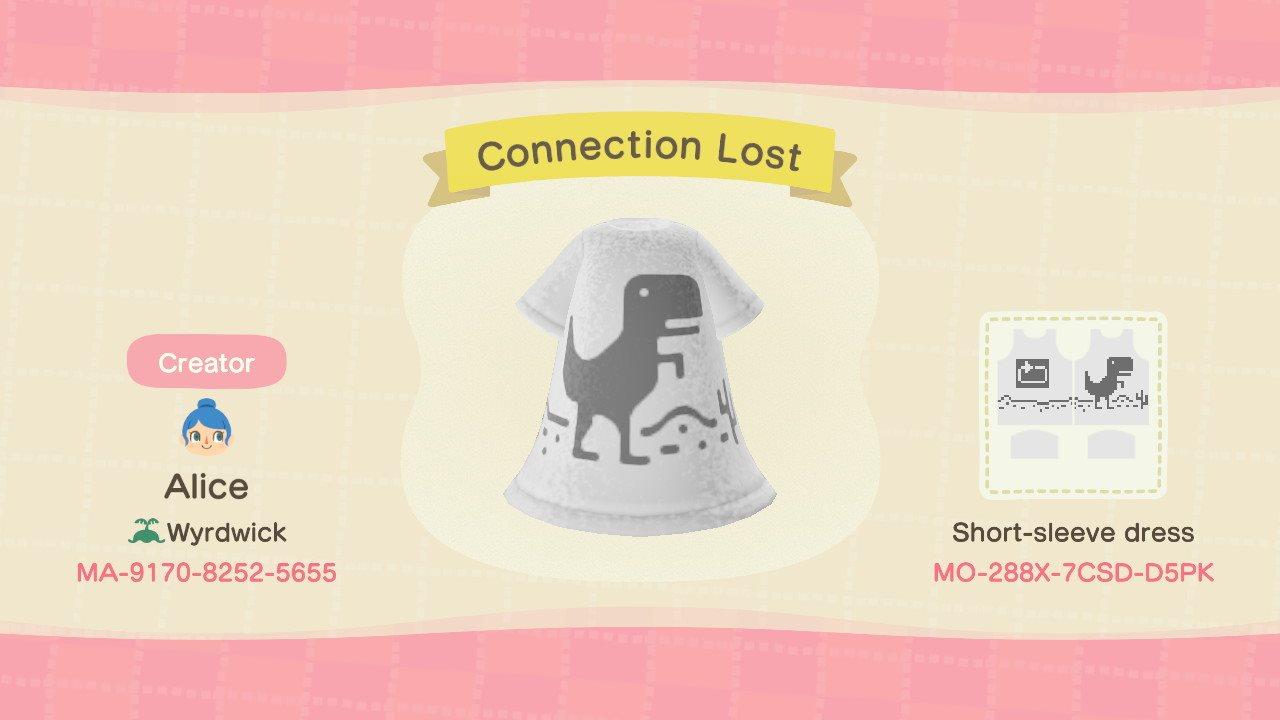 Connection Lost
Creator
Alice
Wyrdwick
MA-9170-8252-5655
Short-sleeve dress
MO-288X-7CSD-D5PK